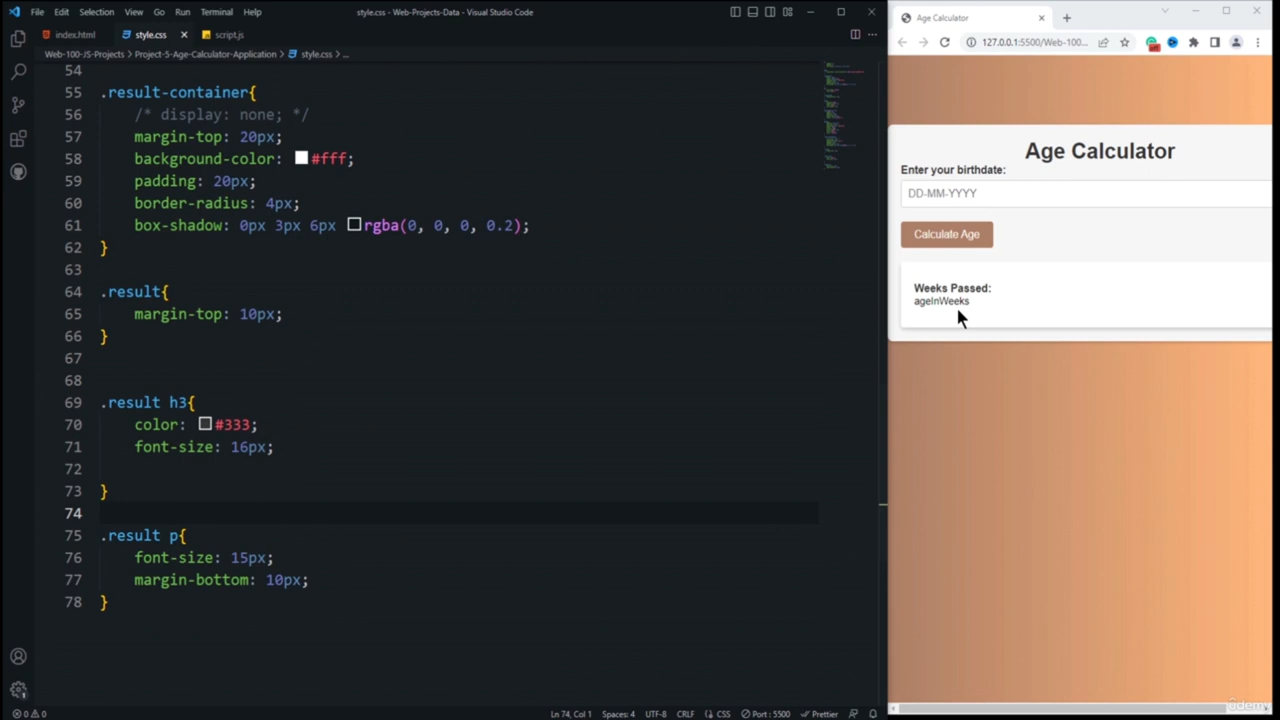 File Edit Selection View Go Run Terminal Help
style.css - Web-Projects-Data - Visual Studio Code
index.html style.css script.js
Web-100-JS-Projects > Project-5-Age-Calculator-Application > style.css > ...
54
55 .result-container{
56 /* display: none; */
57 margin-top: 20px;
58 background-color: #fff;
59 padding: 20px;
60 border-radius: 4px;
61 box-shadow: 0px 3px 6px rgba(0, 0, 0, 0.2);
62 }
63
64 .result{
65 margin-top: 10px;
66 }
67
68
69 .result h3{
70 color: #333;
71 font-size: 16px;
72
73 }
74
75 .result p{
76 font-size: 15px;
77 margin-bottom: 10px;
78 }
0 0 Ln 74, Col 1 Spaces: 4 UTF-8 CRLF {} CSS Port : 5500 Prettier
Age Calculator
127.0.0.1:5500/Web-100...
Age Calculator
Enter your birthdate:
DD-MM-YYYY
Calculate Age
Weeks Passed:
ageInWeeks
Udemy